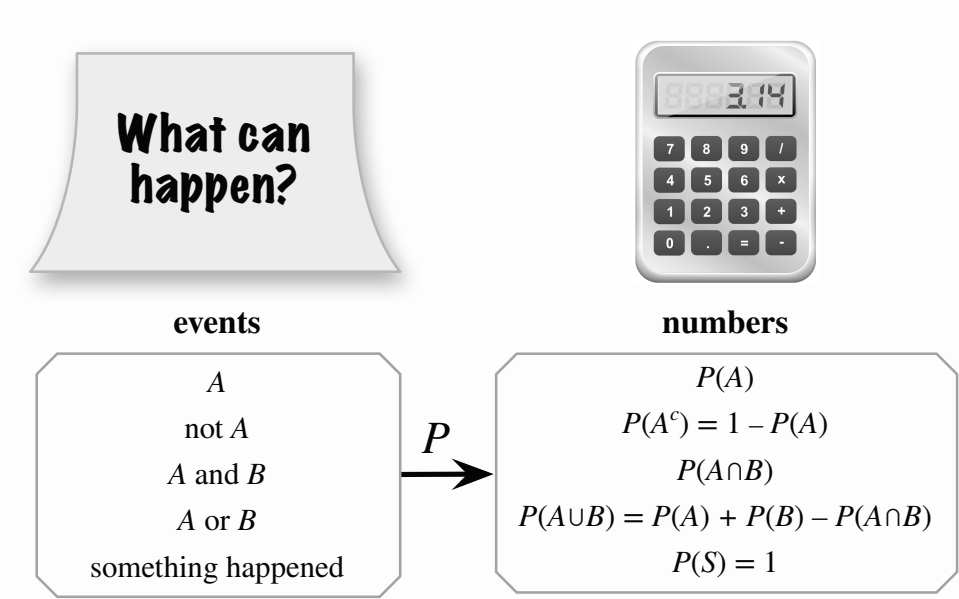 What can
happen?
3.14
7 8 9 /
4 5 6 x
1 2 3 +
0 . = -
events
numbers
A
not A
A and B
A or B
something happened
P
P(A)
P(Aᶜ) = 1 – P(A)
P(A∩B)
P(A∪B) = P(A) + P(B) – P(A∩B)
P(S) = 1